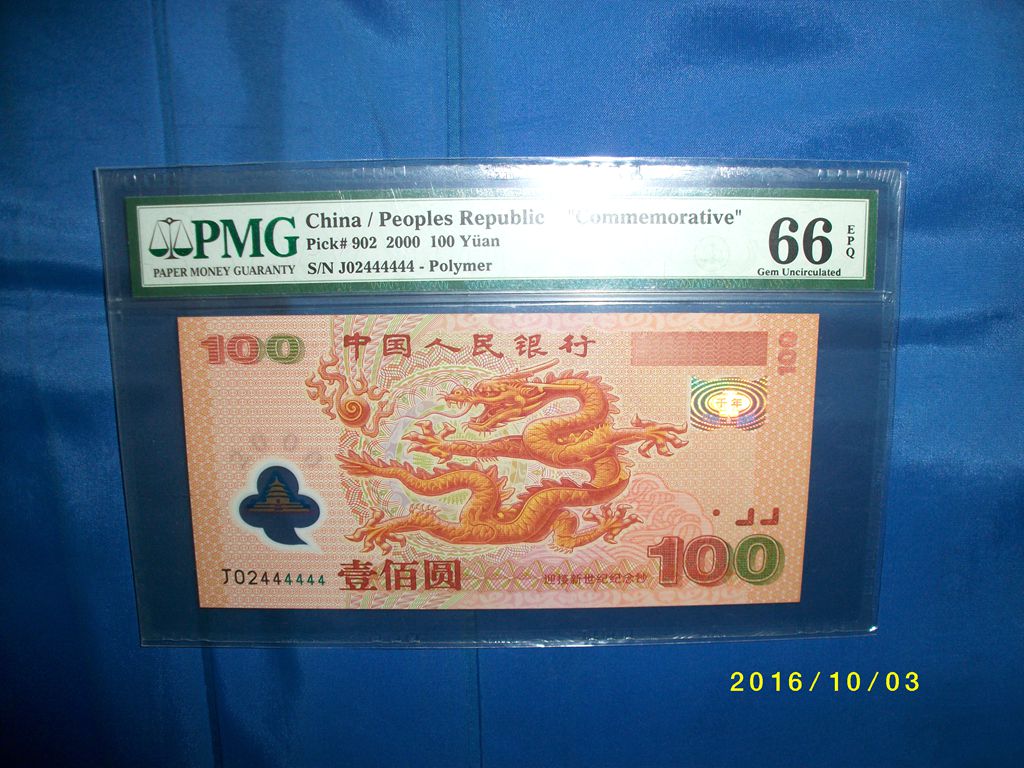 PMG
PAPER MONEY GUARANTY
China / Peoples Republic "Commemorative"
Pick# 902 2000 100 Yüan
S/N J02444444 - Polymer
66
EPQ
Gem Uncirculated
100
中国人民银行
100
千年
J02444444
壹佰圆
迎接新世纪纪念钞
100
2016/10/03